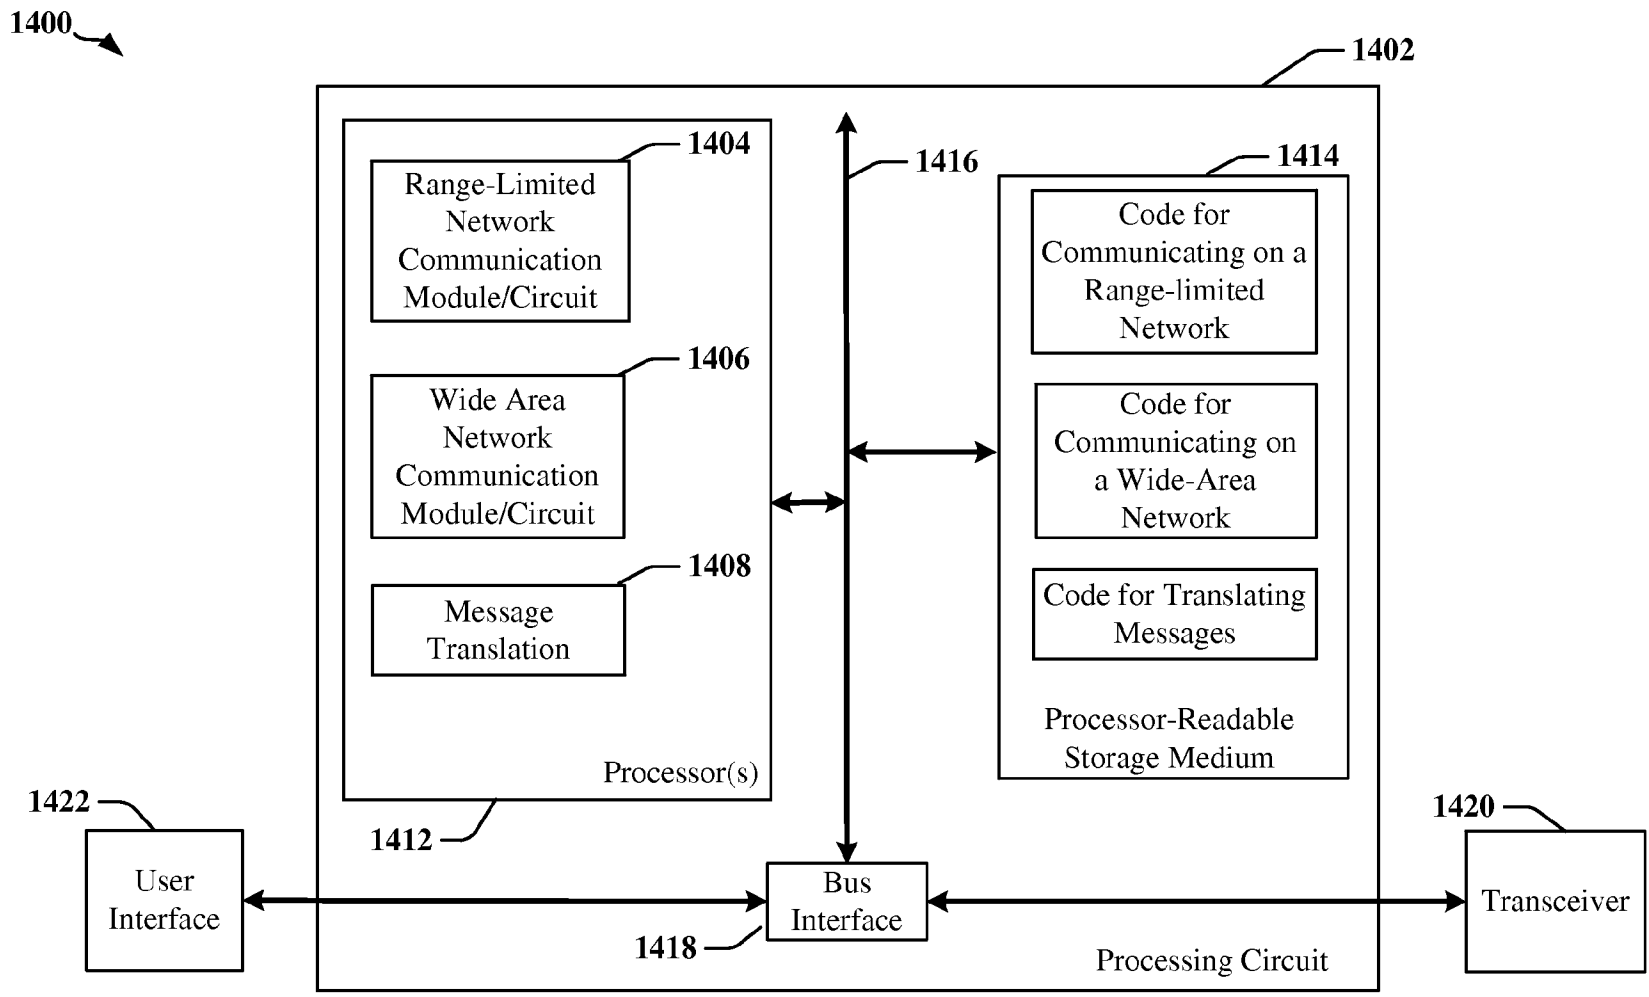 1400
1402
1404
Range-Limited
Network
Communication
Module/Circuit
1406
Wide Area
Network
Communication
Module/Circuit
1408
Message
Translation
Processor(s)
1412
1416
1414
Code for
Communicating on a
Range-limited
Network
Code for
Communicating on
a Wide-Area
Network
Code for Translating
Messages
Processor-Readable
Storage Medium
1422
User
Interface
Bus
Interface
1418
1420
Transceiver
Processing Circuit